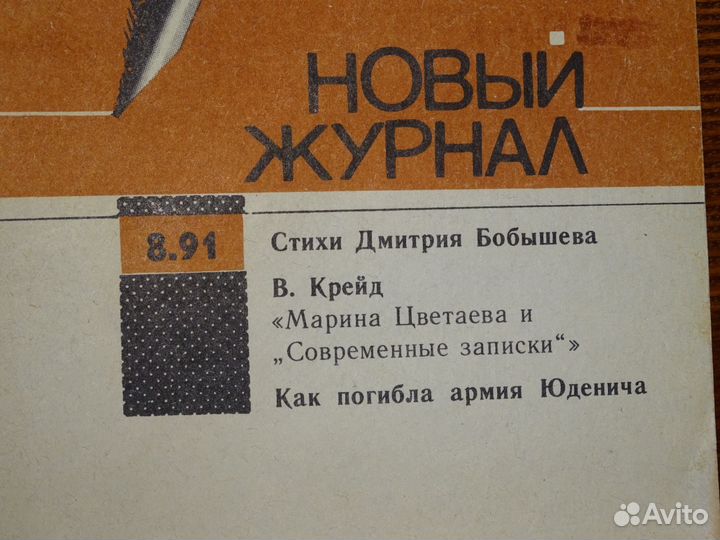 НОВЫЙ
ЖУРНАЛ
8.91
Стихи Дмитрия Бобышева
В. Крейд
«Марина Цветаева и
„Современные записки“»
Как погибла армия Юденича
Avito